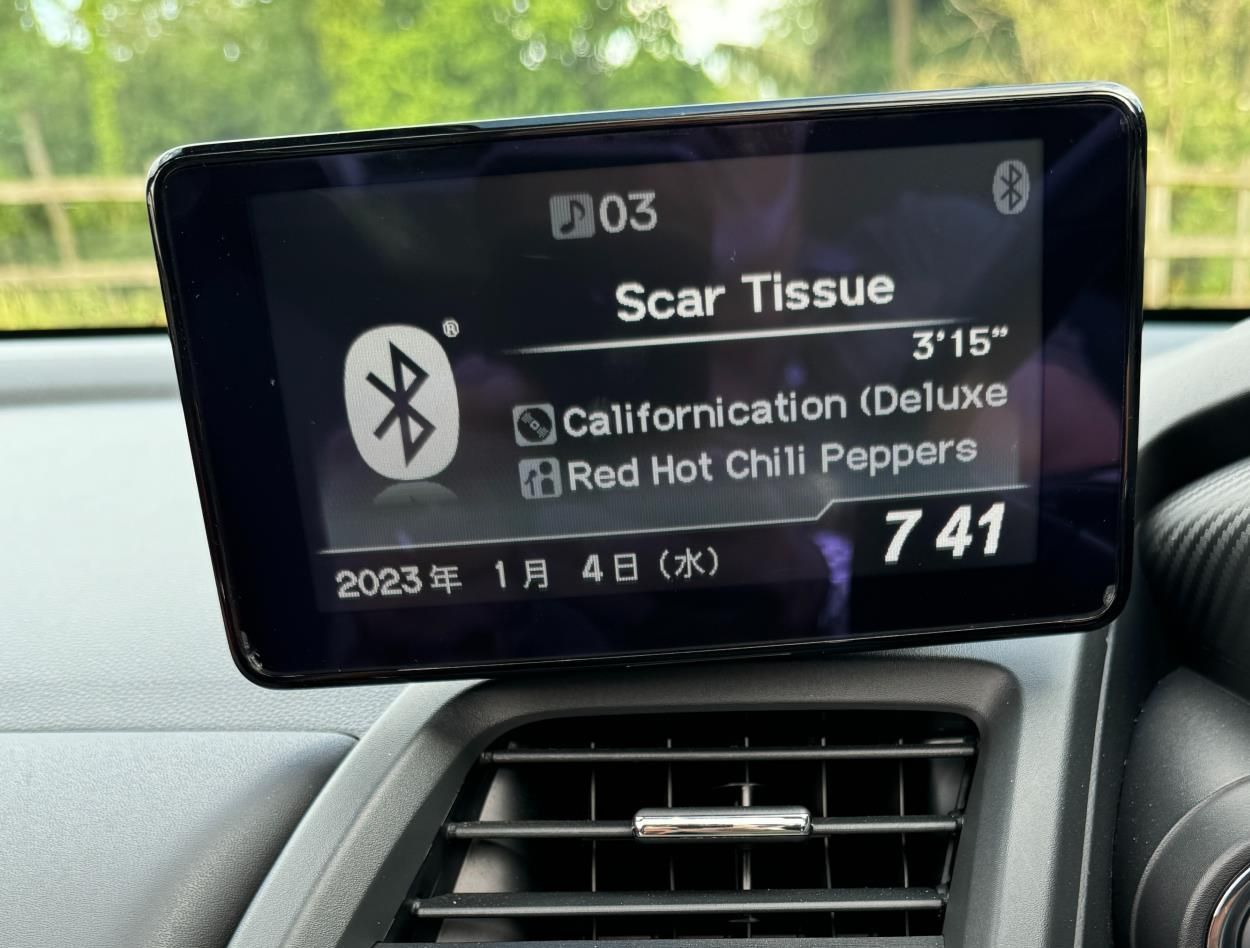 03
Scar Tissue
®
3'15"
Californication (Deluxe
Red Hot Chili Peppers
7 41
2023年 1月 4日 (水)